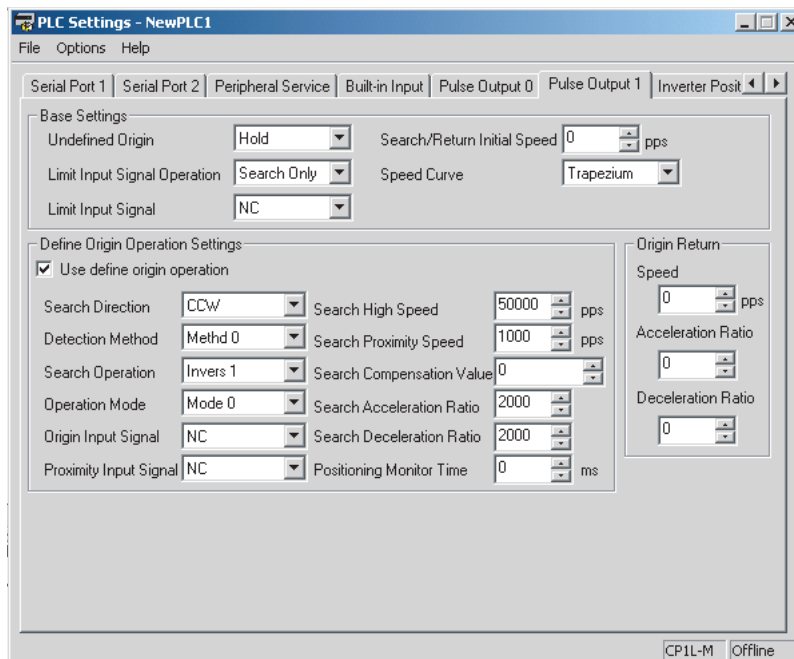 PLC Settings - NewPLC1
File Options Help
Serial Port 1 Serial Port 2 Peripheral Service Built-in Input Pulse Output 0 Pulse Output 1 Inverter Posit
Base Settings
Undefined Origin Hold Search/Return Initial Speed 0 pps
Limit Input Signal Operation Search Only Speed Curve Trapezium
Limit Input Signal NC
Define Origin Operation Settings Origin Return
Use define origin operation Speed
Search Direction CCW Search High Speed 50000 pps 0 pps
Detection Method Methd 0 Search Proximity Speed 1000 pps Acceleration Ratio
Search Operation Invers 1 Search Compensation Value 0 0
Operation Mode Mode 0 Search Acceleration Ratio 2000 Deceleration Ratio
Origin Input Signal NC Search Deceleration Ratio 2000 0
Proximity Input Signal NC Positioning Monitor Time 0 ms
CP1L-M Offline